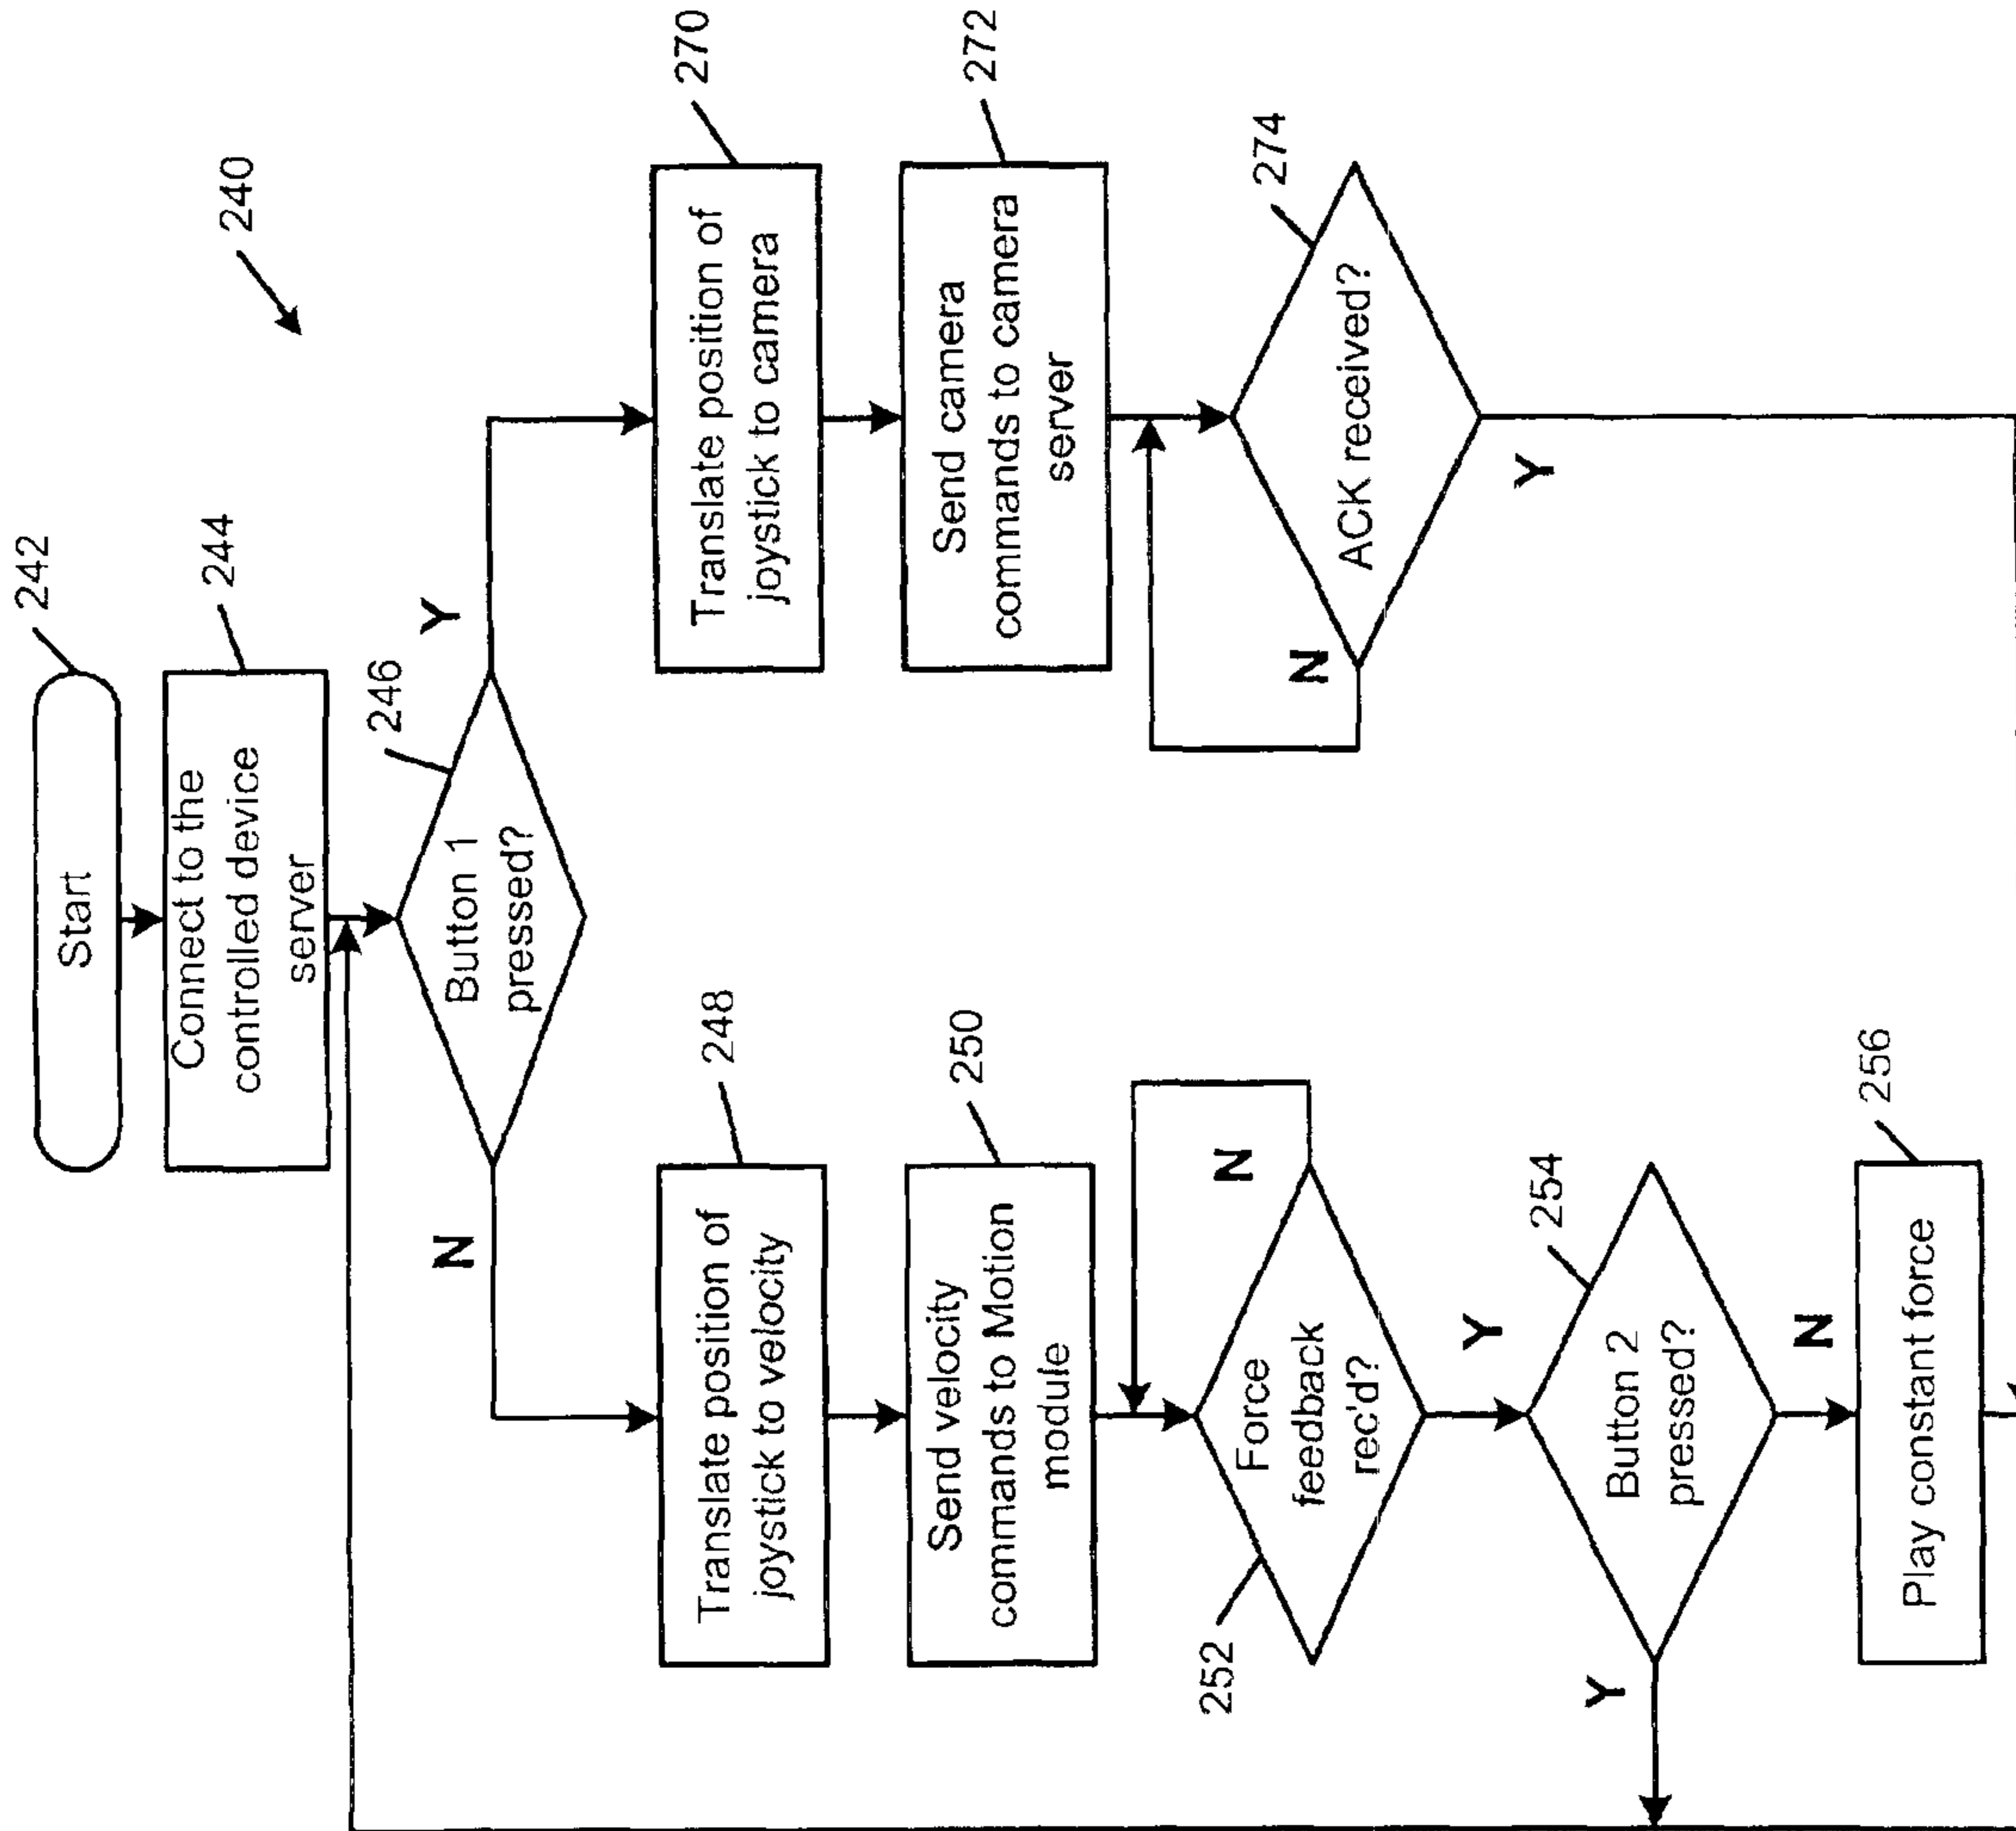 240
Start
242
Connect to the
controlled device
server
244
Button 1
pressed?
246
N
Y
Translate position of
joystick to velocity
248
Send velocity
commands to Motion
module
250
Force
feedback
rec'd?
252
N
Y
Button 2
pressed?
254
Y
N
Play constant force
256
Translate position of
joystick to camera
270
Send camera
commands to camera
server
272
ACK received?
274
N
Y